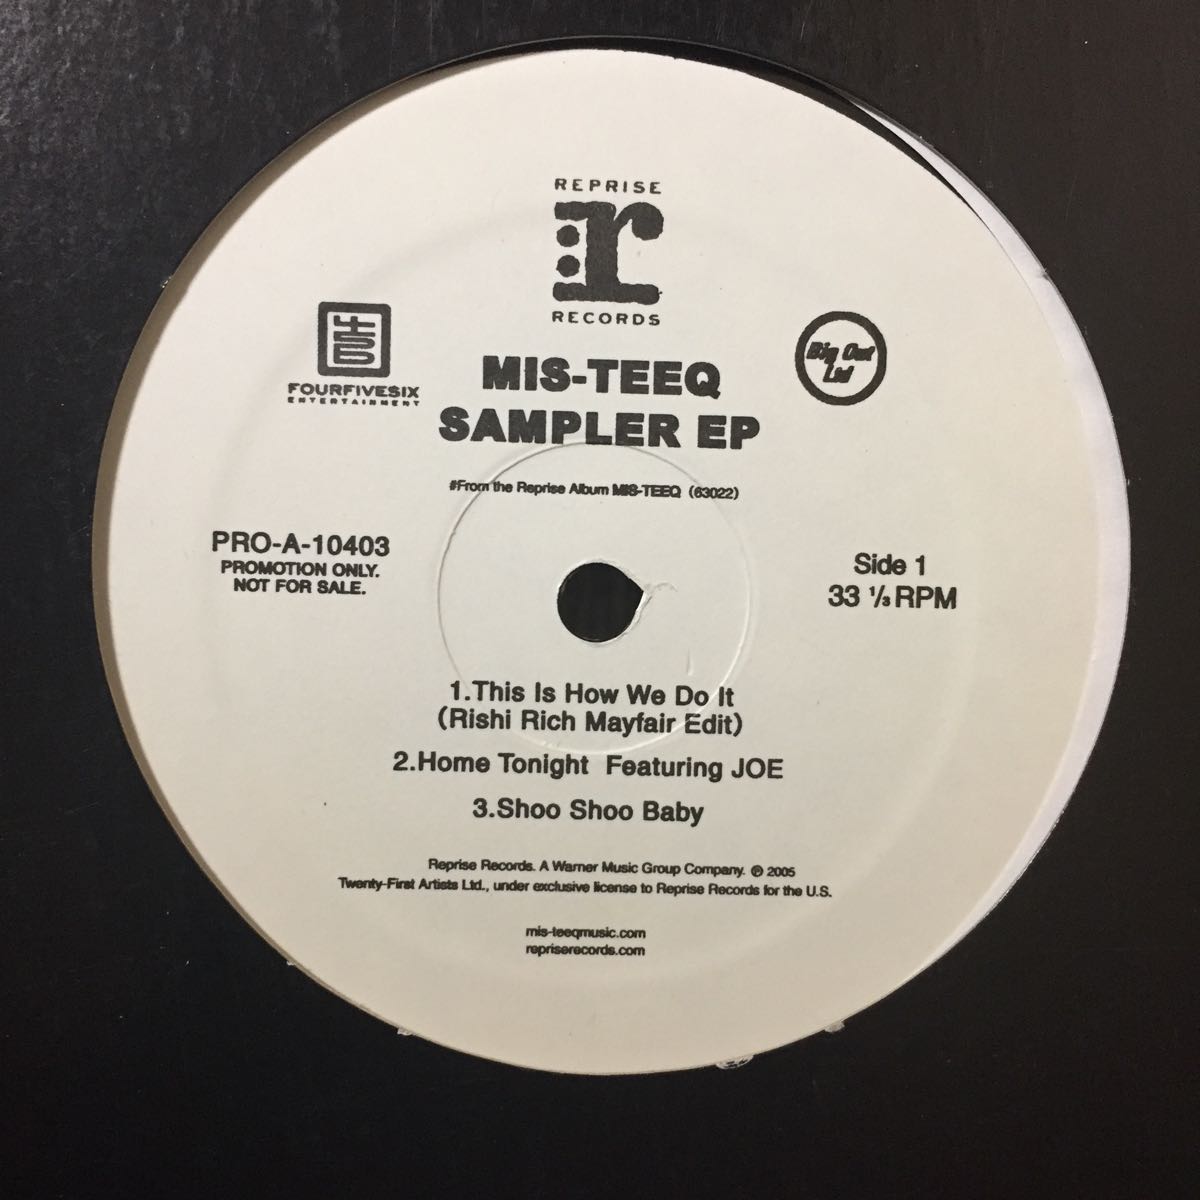 REPRISE
r
RECORDS
456
FOURFIVESIX
ENTERTAINMENT
Big Out
Ltd
MIS-TEEQ
SAMPLER EP
#From the Reprise Album MIS-TEEQ (63022)
PRO-A-10403
PROMOTION ONLY.
NOT FOR SALE.
Side 1
33 ⅓ RPM
1.This Is How We Do It
(Rishi Rich Mayfair Edit)
2.Home Tonight Featuring JOE
3.Shoo Shoo Baby
Reprise Records. A Warner Music Group Company. ℗ 2005
Twenty-First Artists Ltd., under exclusive license to Reprise Records for the U.S.
mis-teeqmusic.com
repriserecords.com